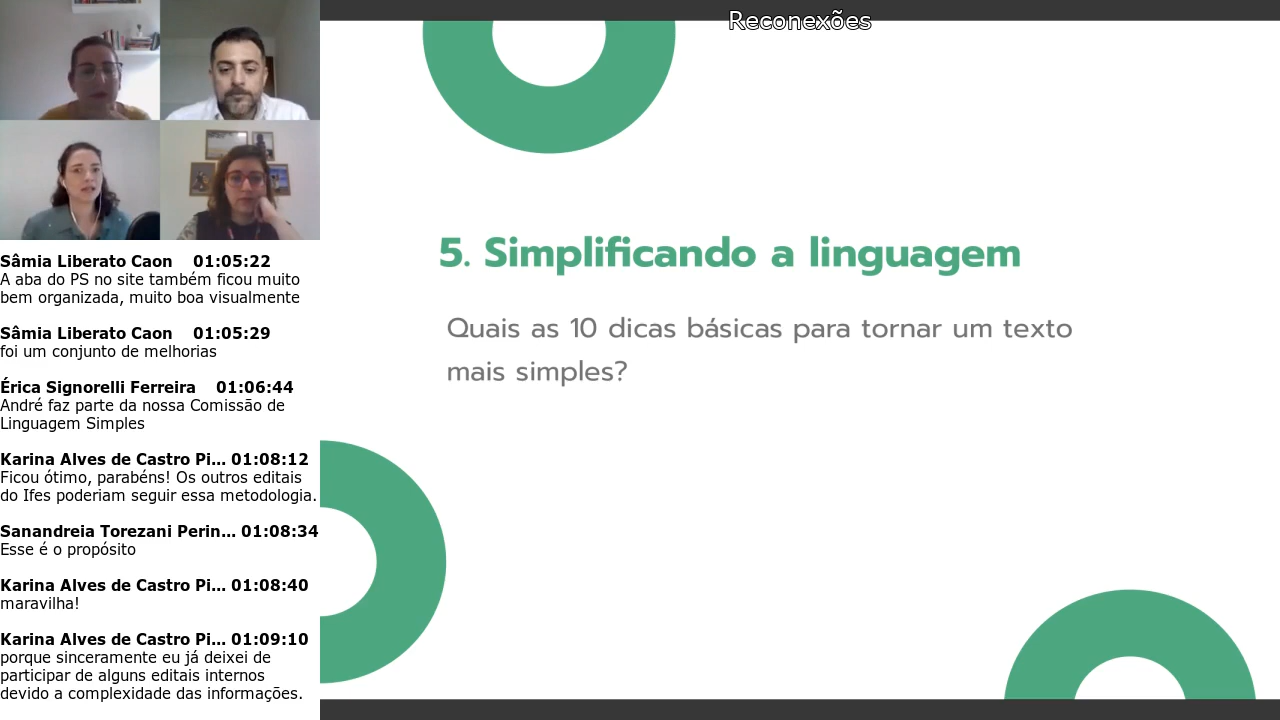 Reconexões
5. Simplificando a linguagem
Quais as 10 dicas básicas para tornar um texto
mais simples?
Sâmia Liberato Caon 01:05:22
A aba do PS no site também ficou muito
bem organizada, muito boa visualmente
Sâmia Liberato Caon 01:05:29
foi um conjunto de melhorias
Érica Signorelli Ferreira 01:06:44
André faz parte da nossa Comissão de
Linguagem Simples
Karina Alves de Castro Pi... 01:08:12
Ficou ótimo, parabéns! Os outros editais
do Ifes poderiam seguir essa metodologia.
Sanandreia Torezani Perin... 01:08:34
Esse é o propósito
Karina Alves de Castro Pi... 01:08:40
maravilha!
Karina Alves de Castro Pi... 01:09:10
porque sinceramente eu já deixei de
participar de alguns editais internos
devido a complexidade das informações.